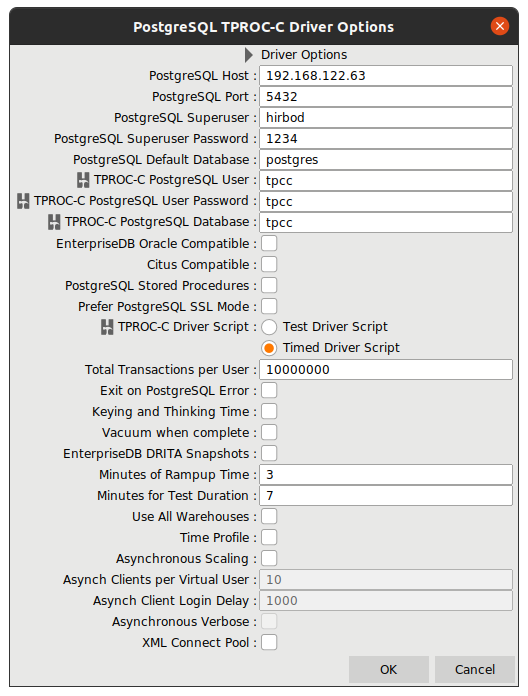 PostgreSQL TPROC-C Driver Options
Driver Options
PostgreSQL Host : 192.168.122.63
PostgreSQL Port : 5432
PostgreSQL Superuser : hirbod
PostgreSQL Superuser Password : 1234
PostgreSQL Default Database : postgres
TPROC-C PostgreSQL User : tpcc
TPROC-C PostgreSQL User Password : tpcc
TPROC-C PostgreSQL Database : tpcc
EnterpriseDB Oracle Compatible :
Citus Compatible :
PostgreSQL Stored Procedures :
Prefer PostgreSQL SSL Mode :
TPROC-C Driver Script : Test Driver Script
Timed Driver Script
Total Transactions per User : 10000000
Exit on PostgreSQL Error :
Keying and Thinking Time :
Vacuum when complete :
EnterpriseDB DRITA Snapshots :
Minutes of Rampup Time : 3
Minutes for Test Duration : 7
Use All Warehouses :
Time Profile :
Asynchronous Scaling :
Asynch Clients per Virtual User : 10
Asynch Client Login Delay : 1000
Asynchronous Verbose :
XML Connect Pool :
OK Cancel